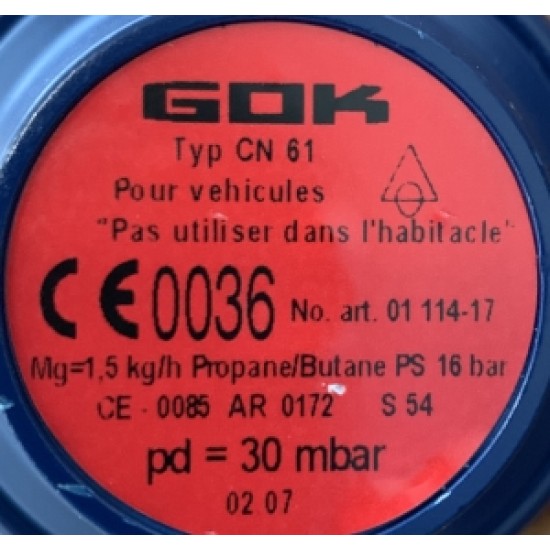 GOK
Typ CN 61
Pour vehicules
"Pas utiliser dans l'habitacle"
CE 0036 No. art. 01 114-17
Mg=1,5 kg/h Propane/Butane PS 16 bar
CE - 0085 AR 0172 S 54
pd = 30 mbar
02 07